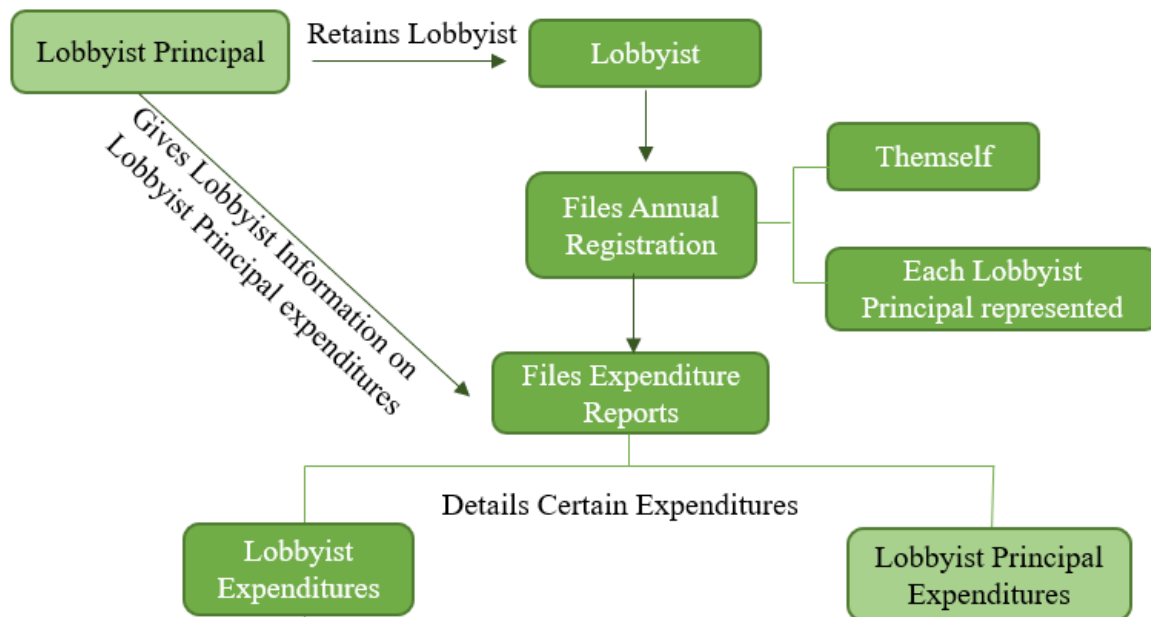 Lobbyist Principal
Retains Lobbyist
Lobbyist
Gives Lobbyist Information on
Lobbyist Principal expenditures
Themself
Files Annual
Registration
Each Lobbyist
Principal represented
Files Expenditure
Reports
Details Certain Expenditures
Lobbyist
Expenditures
Lobbyist Principal
Expenditures